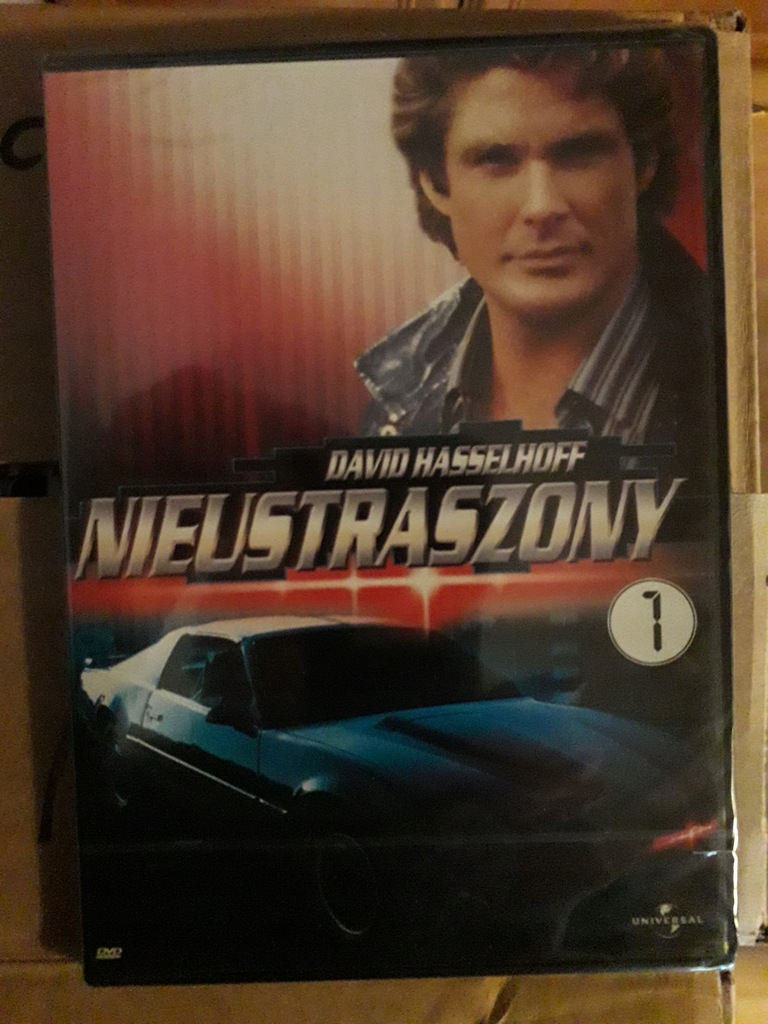 DAVID HASSELHOFF
NIEUSTRASZONY
1
UNIVERSAL
DVD